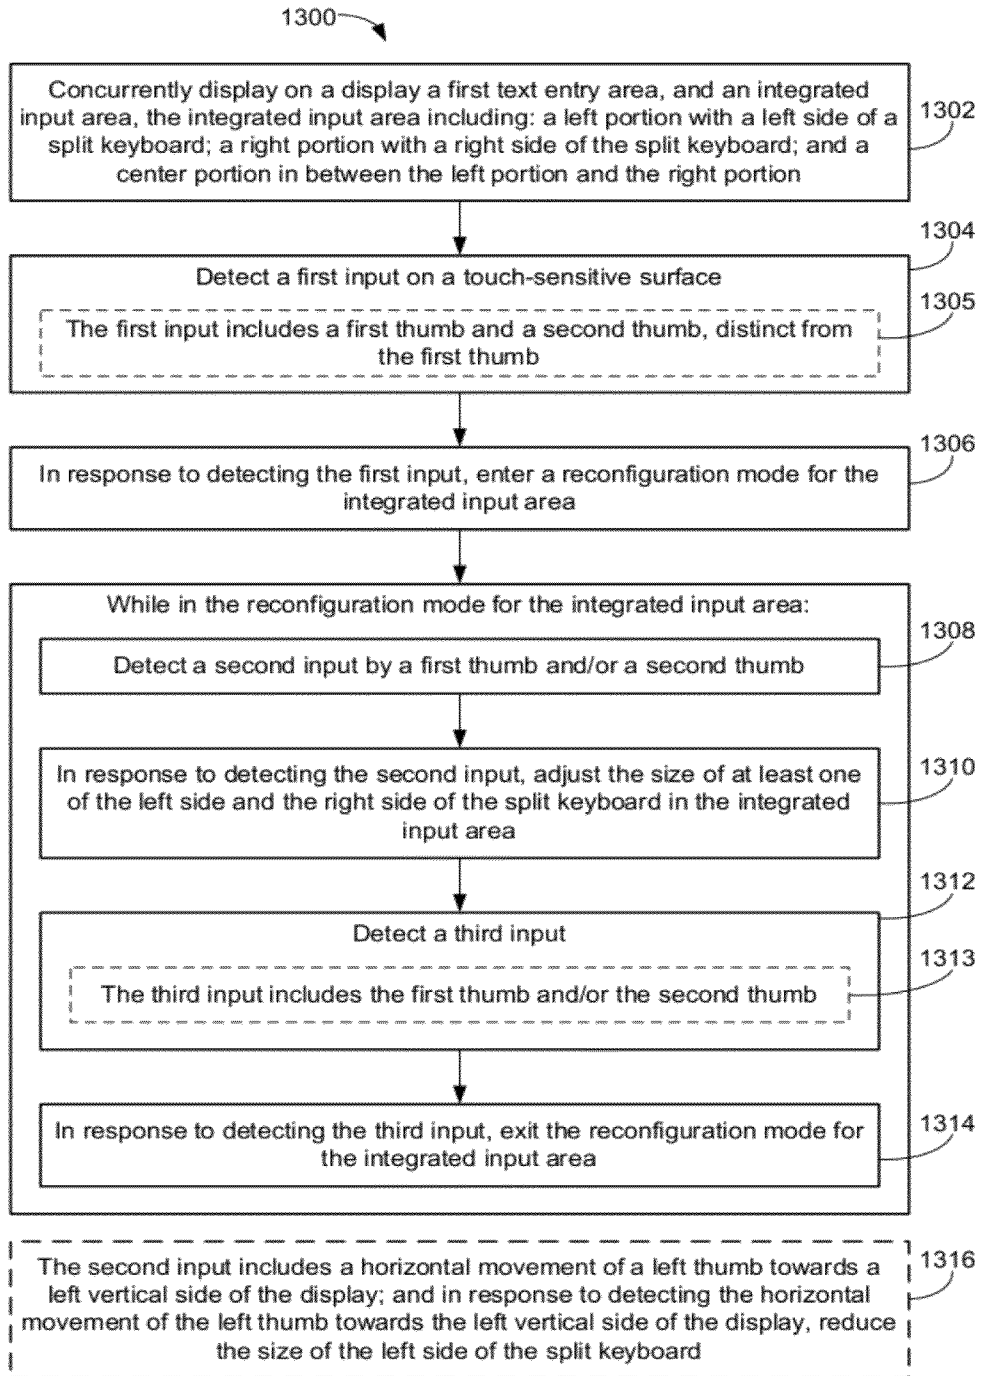 1300
Concurrently display on a display a first text entry area, and an integrated
input area, the integrated input area including: a left portion with a left side of a
split keyboard; a right portion with a right side of the split keyboard; and a
center portion in between the left portion and the right portion
1302
1304
Detect a first input on a touch-sensitive surface
1305
The first input includes a first thumb and a second thumb, distinct from
the first thumb
1306
In response to detecting the first input, enter a reconfiguration mode for the
integrated input area
While in the reconfiguration mode for the integrated input area:
1308
Detect a second input by a first thumb and/or a second thumb
1310
In response to detecting the second input, adjust the size of at least one
of the left side and the right side of the split keyboard in the integrated
input area
1312
Detect a third input
1313
The third input includes the first thumb and/or the second thumb
1314
In response to detecting the third input, exit the reconfiguration mode for
the integrated input area
1316
The second input includes a horizontal movement of a left thumb towards a
left vertical side of the display; and in response to detecting the horizontal
movement of the left thumb towards the left vertical side of the display, reduce
the size of the left side of the split keyboard